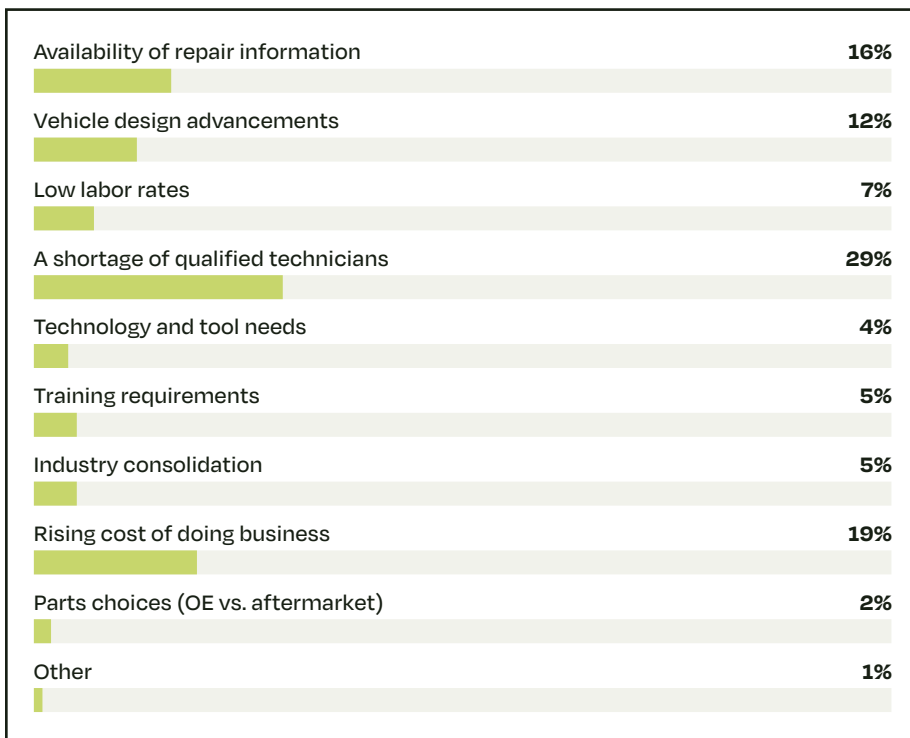 Availability of repair information 16%
Vehicle design advancements 12%
Low labor rates 7%
A shortage of qualified technicians 29%
Technology and tool needs 4%
Training requirements 5%
Industry consolidation 5%
Rising cost of doing business 19%
Parts choices (OE vs. aftermarket) 2%
Other 1%